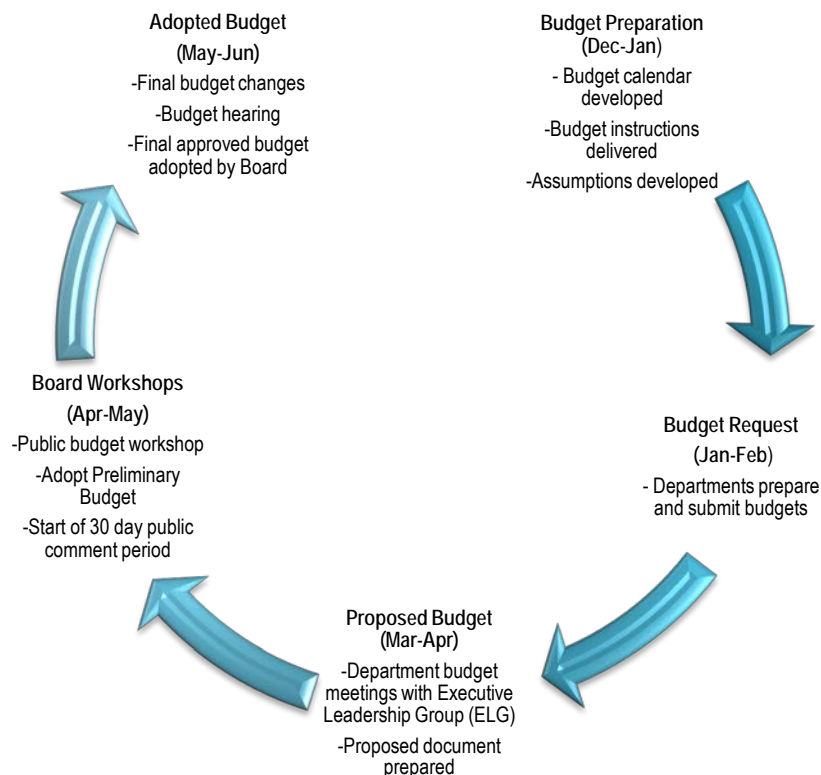 Budget Preparation
(Dec-Jan)
- Budget calendar
developed
-Budget instructions
delivered
-Assumptions developed
Budget Request
(Jan-Feb)
- Departments prepare
and submit budgets
Proposed Budget
(Mar-Apr)
-Department budget
meetings with Executive
Leadership Group (ELG)
-Proposed document
prepared
Board Workshops
(Apr-May)
-Public budget workshop
-Adopt Preliminary
Budget
-Start of 30 day public
comment period
Adopted Budget
(May-Jun)
-Final budget changes
-Budget hearing
-Final approved budget
adopted by Board